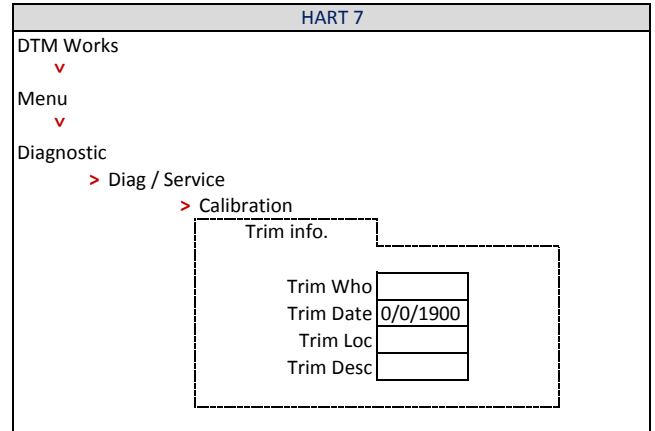 HART 7
DTM Works
v
Menu
v
Diagnostic
> Diag / Service
> Calibration
Trim info.
Trim Who
Trim Date 0/0/1900
Trim Loc
Trim Desc